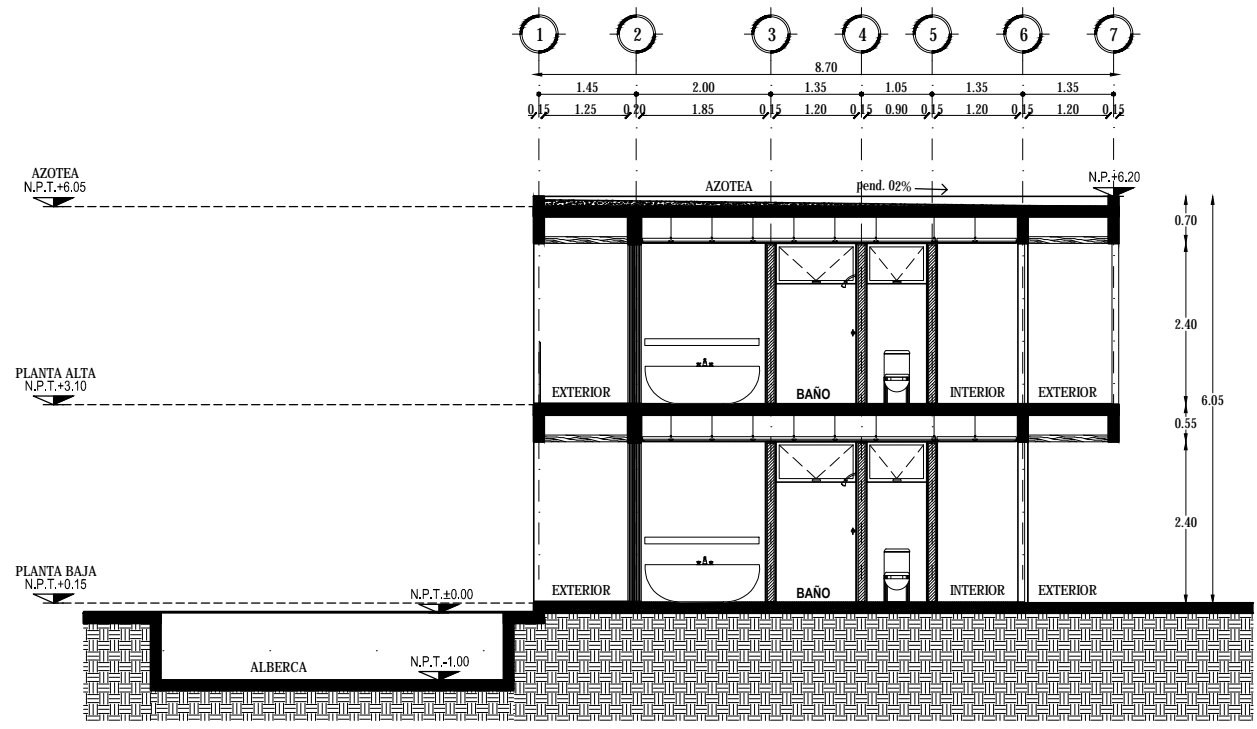 1 2 3 4 5 6 7
8.70
1.45 2.00 1.35 1.05 1.35 1.35
0.15 1.25 0.20 1.85 0.15 1.20 0.15 0.90 0.15 1.20 0.15 1.20 0.15
AZOTEA
N.P.T.+6.05
AZOTEA
pend. 02%
N.P.+6.20
0.70
2.40
PLANTA ALTA
N.P.T.+3.10
EXTERIOR
BAÑO
INTERIOR
EXTERIOR
6.05
0.55
2.40
PLANTA BAJA
N.P.T.+0.15
N.P.T.±0.00
EXTERIOR
BAÑO
INTERIOR
EXTERIOR
ALBERCA
N.P.T.-1.00